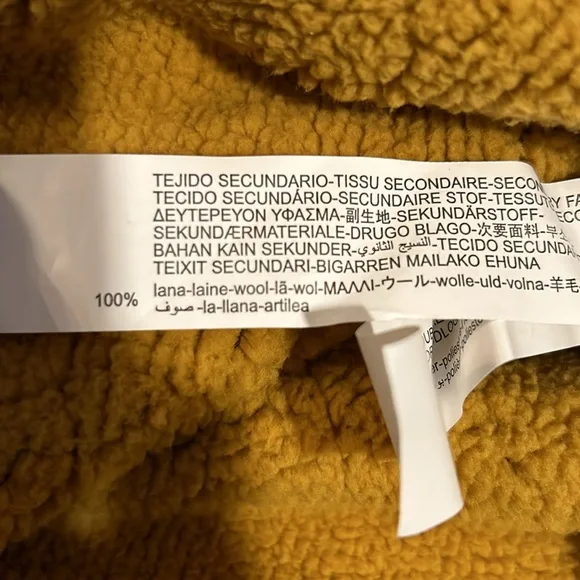 TEJIDO SECUNDARIO-TISSU SECONDAIRE-SECON
TECIDO SECUNDÁRIO-SECONDAIRE STOF-TESSU
ΔΕΥΤΕΡΕΥΟΝ ΥΦΑΣΜΑ-副生地-SEKUNDÄRSTOFF-
SEKUNDÆRMATERIALE-DRUGO BLAGO-次要面料-
BAHAN KAIN SEKUNDER-النسيج الثانوي-TECIDO SECUNDA
TEIXIT SECUNDARI-BIGARREN MAILAKO EHUNA
100% lana-laine-wool-lã-wol-ΜΑΛΛΙ-ウール-wolle-uld-volna-羊毛
صوف-la-llana-artilea